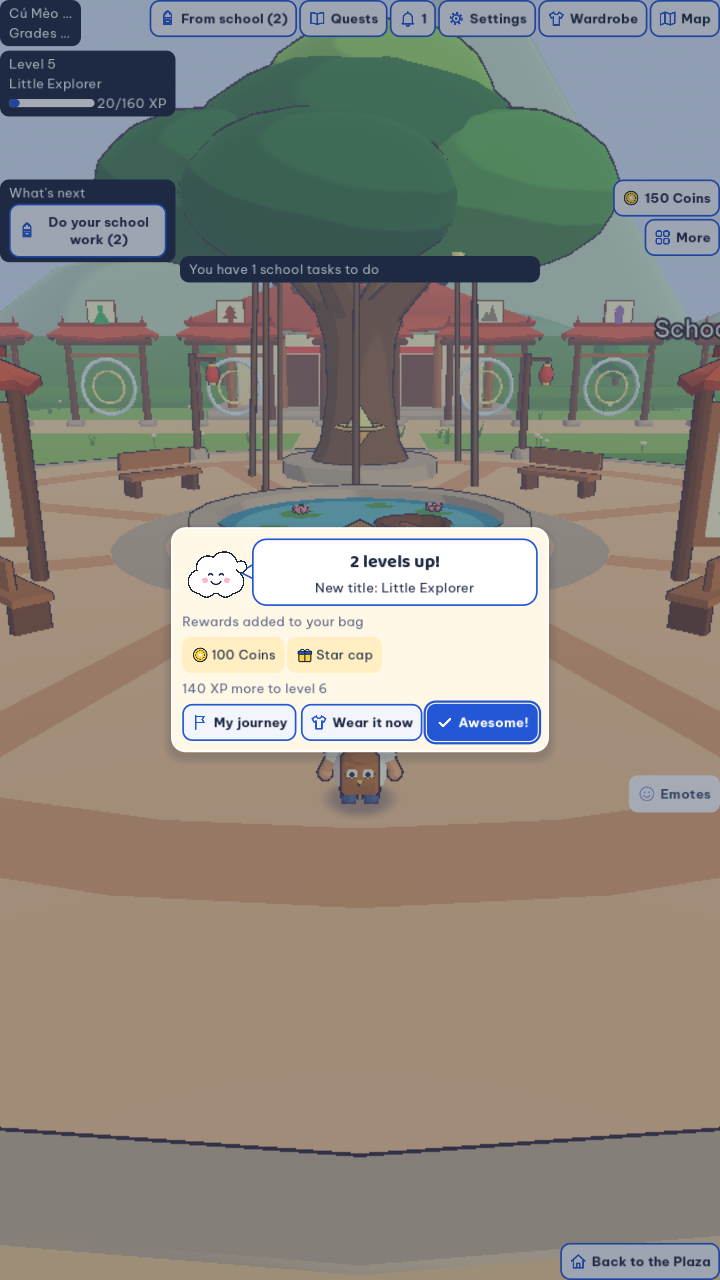 Cú Mèo ...
Grades ...
From school (2)
Quests
1
Settings
Wardrobe
Map
Level 5
Little Explorer
20/160 XP
What's next
Do your school
work (2)
150 Coins
More
You have 1 school tasks to do
Schoo
2 levels up!
New title: Little Explorer
Rewards added to your bag
100 Coins
Star cap
140 XP more to level 6
My journey
Wear it now
Awesome!
Emotes
Back to the Plaza